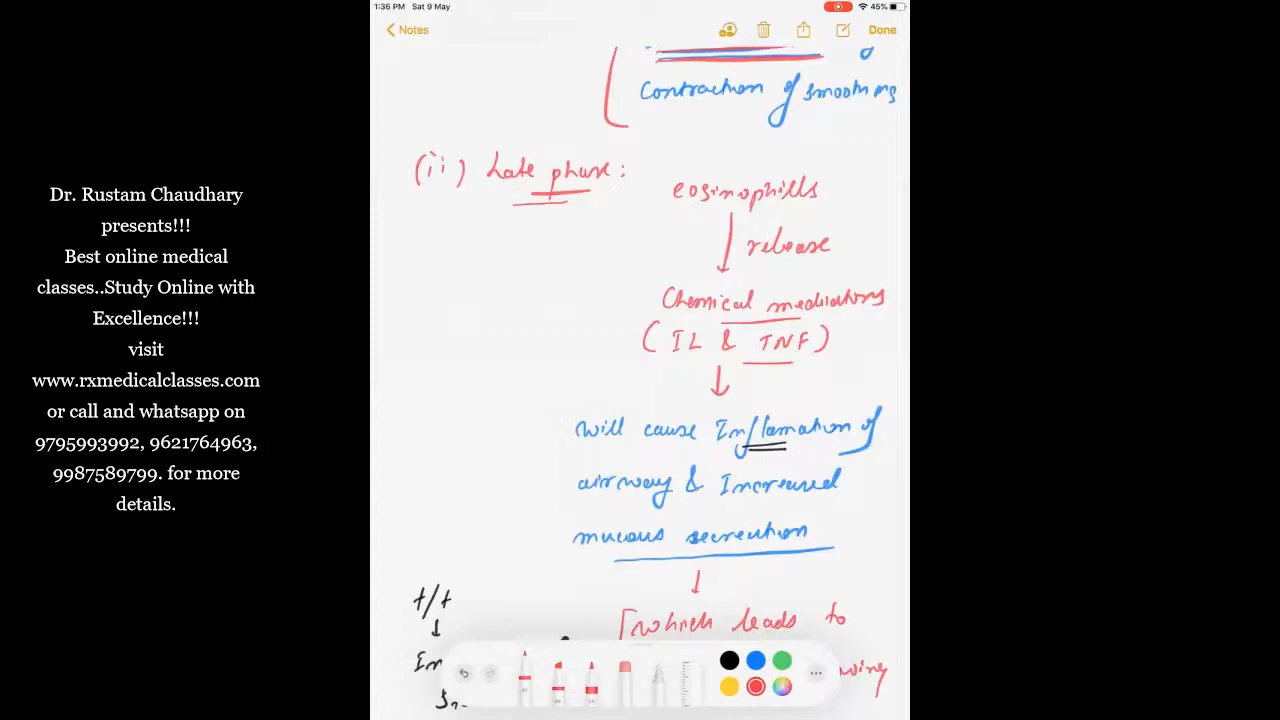 1:36 PM Sat 9 May
45%
Notes
Done
Contraction of smooth
(ii) Late phase:
eosinophills
release
Chemical mediators
(IL & TNF)
will cause Inflamation of
airway & Increased
mucous secreution
t/t
[which leads to
In
Dr. Rustam Chaudhary
presents!!!
Best online medical
classes..Study Online with
Excellence!!!
visit
www.rxmedicalclasses.com
or call and whatsapp on
9795993992, 9621764963,
9987589799. for more
details.